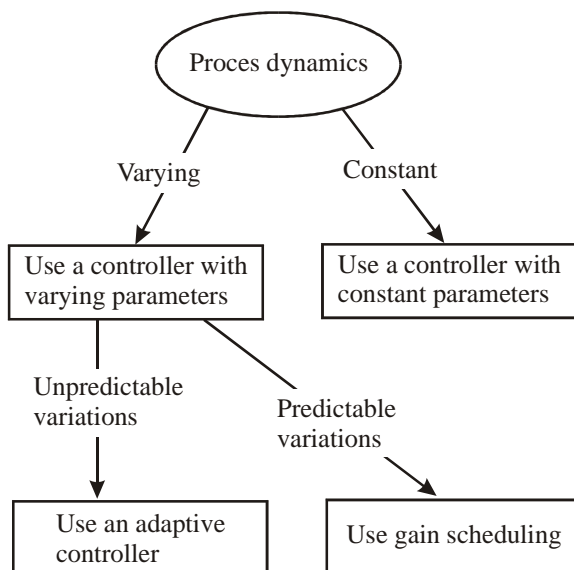 Proces dynamics
Varying
Constant
Use a controller with
varying parameters
Use a controller with
constant parameters
Unpredictable
variations
Predictable
variations
Use an adaptive
controller
Use gain scheduling